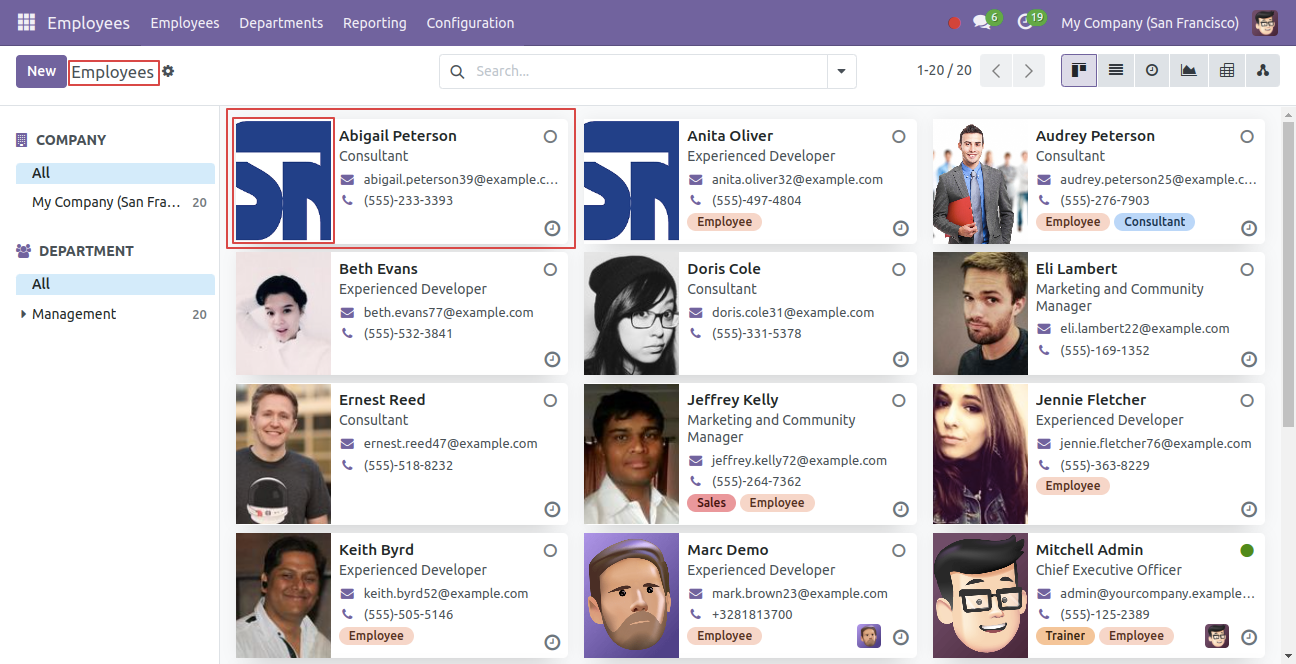 Employees Employees Departments Reporting Configuration 6 19 My Company (San Francisco)
New Employees Search... 1-20 / 20
COMPANY
All
My Company (San Fra... 20
DEPARTMENT
All
Management 20
Abigail Peterson
Consultant
abigail.peterson39@example.c...
(555)-233-3393
Anita Oliver
Experienced Developer
anita.oliver32@example.com
(555)-497-4804
Employee
Audrey Peterson
Consultant
audrey.peterson25@example.c...
(555)-276-7903
Employee Consultant
Beth Evans
Experienced Developer
beth.evans77@example.com
(555)-532-3841
Doris Cole
Consultant
doris.cole31@example.com
(555)-331-5378
Eli Lambert
Marketing and Community
Manager
eli.lambert22@example.com
(555)-169-1352
Ernest Reed
Consultant
ernest.reed47@example.com
(555)-518-8232
Jeffrey Kelly
Marketing and Community
Manager
jeffrey.kelly72@example.com
(555)-264-7362
Sales Employee
Jennie Fletcher
Experienced Developer
jennie.fletcher76@example.com
(555)-363-8229
Employee
Keith Byrd
Experienced Developer
keith.byrd52@example.com
(555)-505-5146
Employee
Marc Demo
Experienced Developer
mark.brown23@example.com
+3281813700
Employee
Mitchell Admin
Chief Executive Officer
admin@yourcompany.example...
(555)-125-2389
Trainer Employee